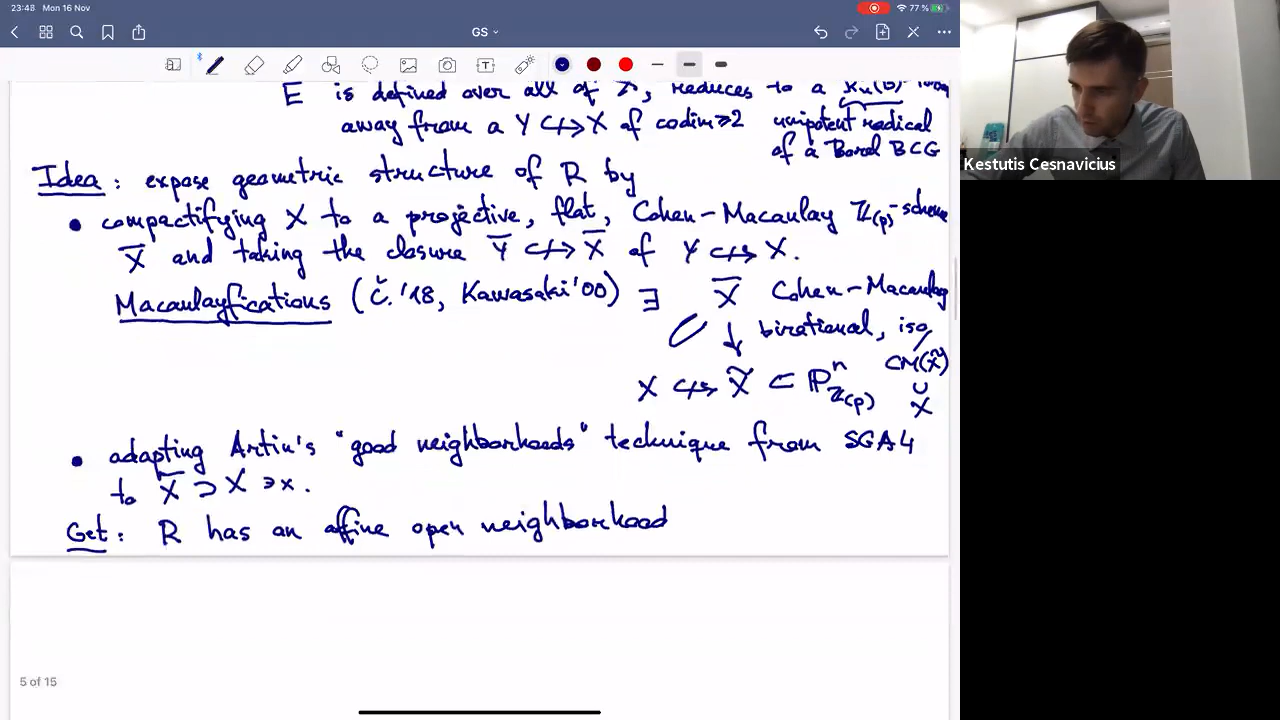 23:48 Mon 16 Nov
77%
GS
E is defined over all of X, reduces to a
away from a Y ↪ X of codim ≥ 2 unipotent radical
of a Borel B⊂G
Kestutis Cesnavicius
Idea: expose geometric structure of R by
• compactifying X to a projective, flat, Cohen-Macaulay ℤ_(p)-scheme
X̅ and taking the closure Y̅ ↪ X̅ of Y ↪ X.
Macaulayfications (Č.'18, Kawasaki'00) ∃ X̅ Cohen-Macaulay
↓ birational, iso/
CM(X̃)
X ↪ X̃ ⊂ ℙⁿ_ℤ(p) ∪
X
• adapting Artin's "good neighborhoods" technique from SGA4
to X̅ ⊃ X ∋ x.
Get: R has an affine open neighborhood
5 of 15